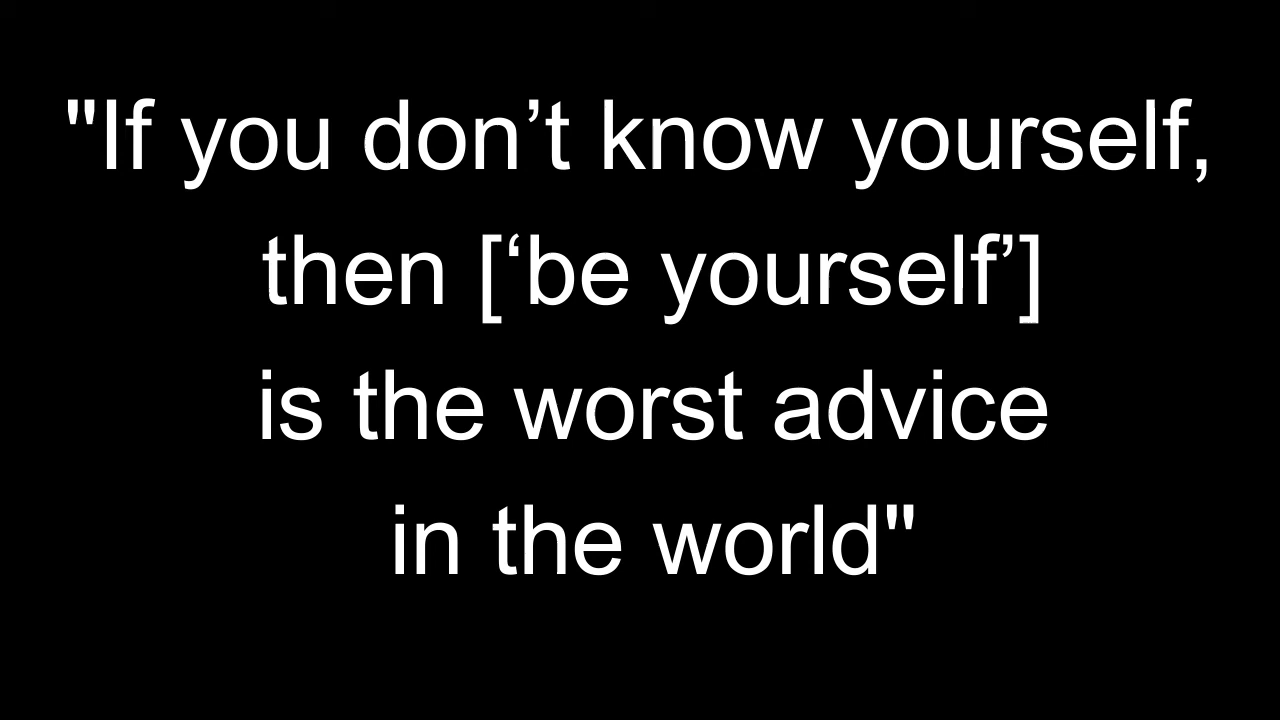 "If you don’t know yourself,
then [‘be yourself’]
is the worst advice
in the world"